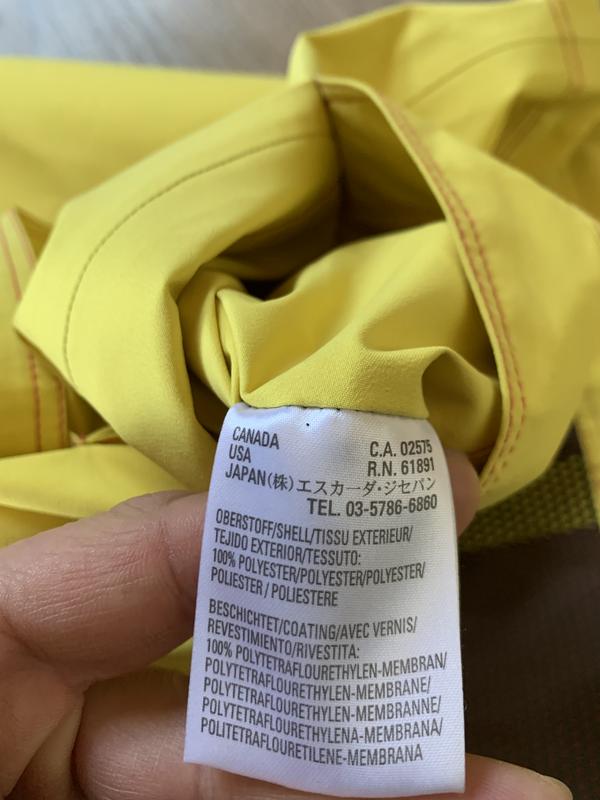 CANADA C.A. 02575
USA R.N. 61891
JAPAN(株)エスカーダ・ジセパン
TEL. 03-5786-6860
OBERSTOFF/SHELL/TISSU EXTERIEUR/
TEJIDO EXTERIOR/TESSUTO:
100% POLYESTER/POLYESTER/POLYESTER/
POLIESTER / POLIESTERE
BESCHICHTET/COATING/AVEC VERNIS/
REVESTIMIENTO/RIVESTITA:
100% POLYTETRAFLOURETHYLEN-MEMBRAN/
POLYTETRAFLOURETHYLEN-MEMBRANE/
POLYTETRAFLOURETHYLENE-MEMBRANNE/
POLYTETRAFLOURETHYLENA-MEMBRANA/
POLITETRAFLOURETILENE-MEMBRANA